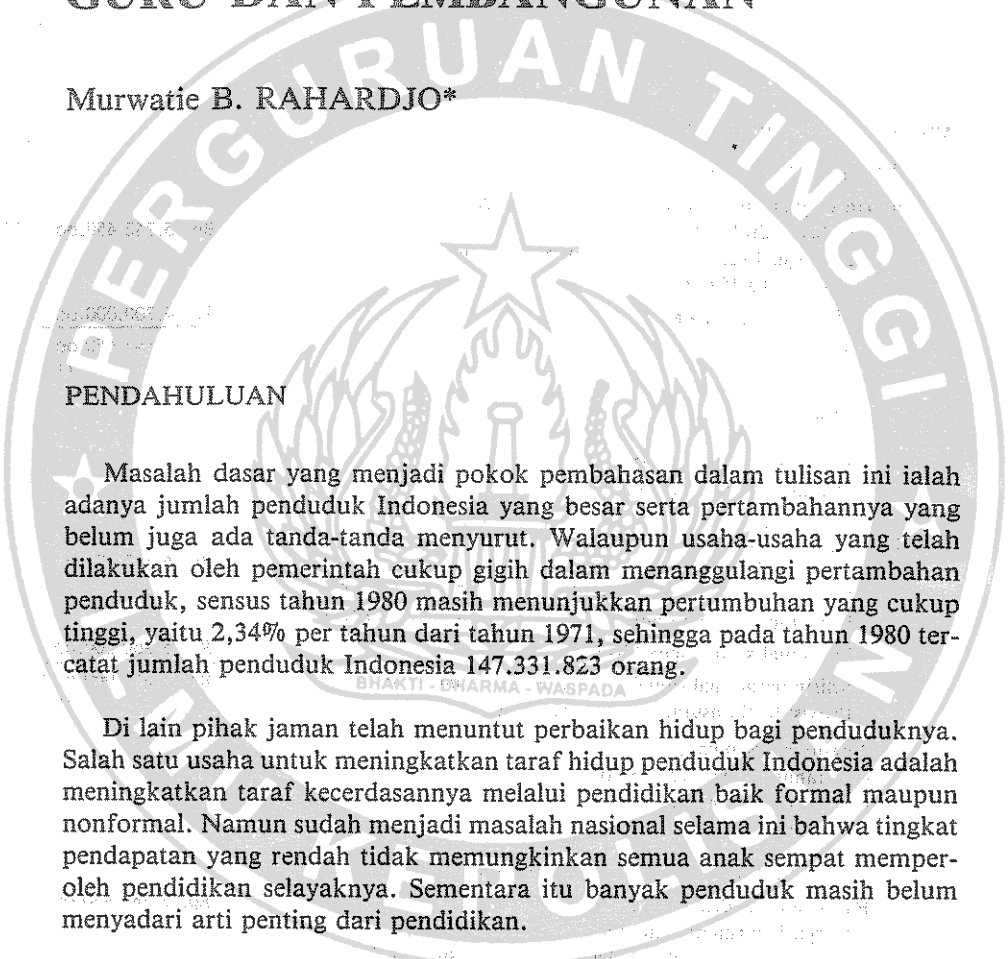 GURU DAN PEMBANGUNAN
Murwatie B. RAHARDJO*
PENDAHULUAN
Masalah dasar yang menjadi pokok pembahasan dalam tulisan ini ialah
adanya jumlah penduduk Indonesia yang besar serta pertambahannya yang
belum juga ada tanda-tanda menyurut. Walaupun usaha-usaha yang telah
dilakukan oleh pemerintah cukup gigih dalam menanggulangi pertambahan
penduduk, sensus tahun 1980 masih menunjukkan pertumbuhan yang cukup
tinggi, yaitu 2,34% per tahun dari tahun 1971, sehingga pada tahun 1980 ter-
catat jumlah penduduk Indonesia 147.331.823 orang.
BHAKTI - DHARMA - WASPADA
Di lain pihak jaman telah menuntut perbaikan hidup bagi penduduknya.
Salah satu usaha untuk meningkatkan taraf hidup penduduk Indonesia adalah
meningkatkan taraf kecerdasannya melalui pendidikan baik formal maupun
nonformal. Namun sudah menjadi masalah nasional selama ini bahwa tingkat
pendapatan yang rendah tidak memungkinkan semua anak sempat memper-
oleh pendidikan selayaknya. Sementara itu banyak penduduk masih belum
menyadari arti penting dari pendidikan.
PERGURUAN TINGGI
ILMU KEPOLISIAN